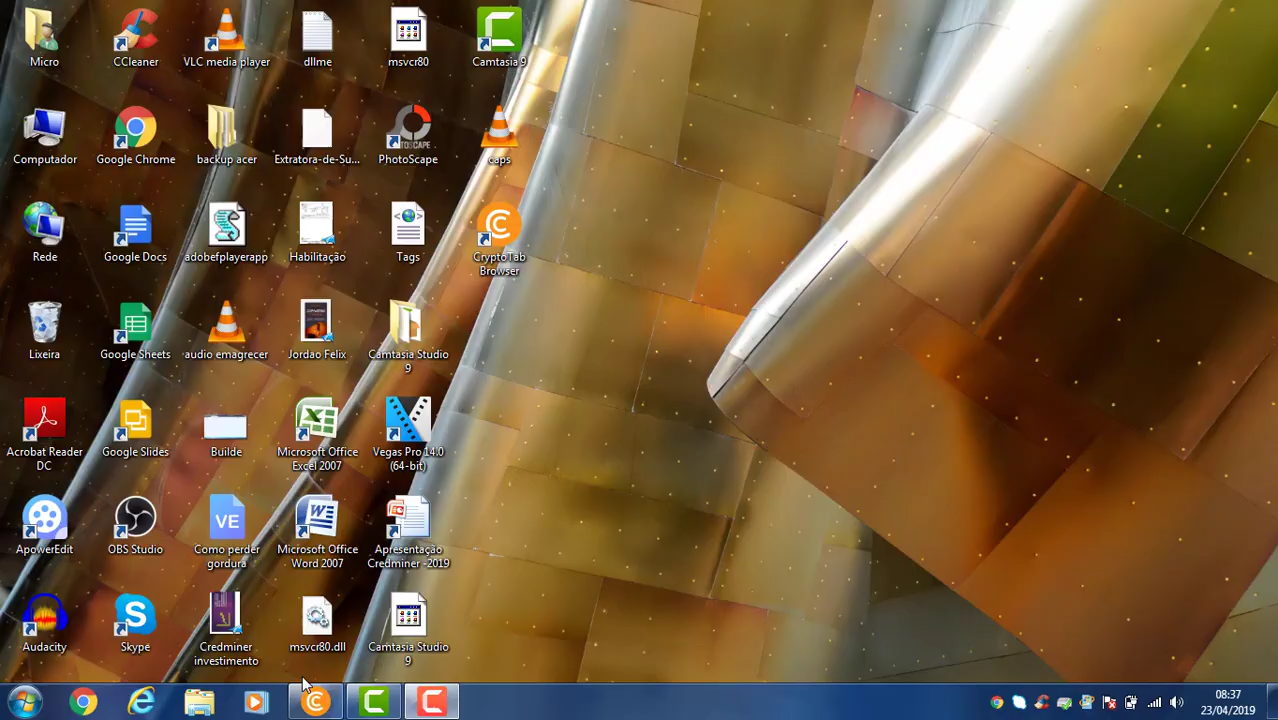 Micro
CCleaner
VLC media player
dllme
msvcr80
Camtasia 9
Computador
Google Chrome
backup acer
Extratora-de-Su...
PhotoScape
caps
Rede
Google Docs
adobefplayerapp
Habilitação
Tags
CryptoTab
Browser
Lixeira
Google Sheets
audio emagrecer
Jordao Felix
Camtasia Studio
9
Acrobat Reader
DC
Google Slides
Builde
Microsoft Office
Excel 2007
Vegas Pro 14.0
(64-bit)
ApowerEdit
OBS Studio
VE
Como perder
gordura
Microsoft Office
Word 2007
Apresentação
Credminer -2019
Audacity
Skype
Credminer
investimento
msvcr80.dll
Camtasia Studio
9
08:37
23/04/2019